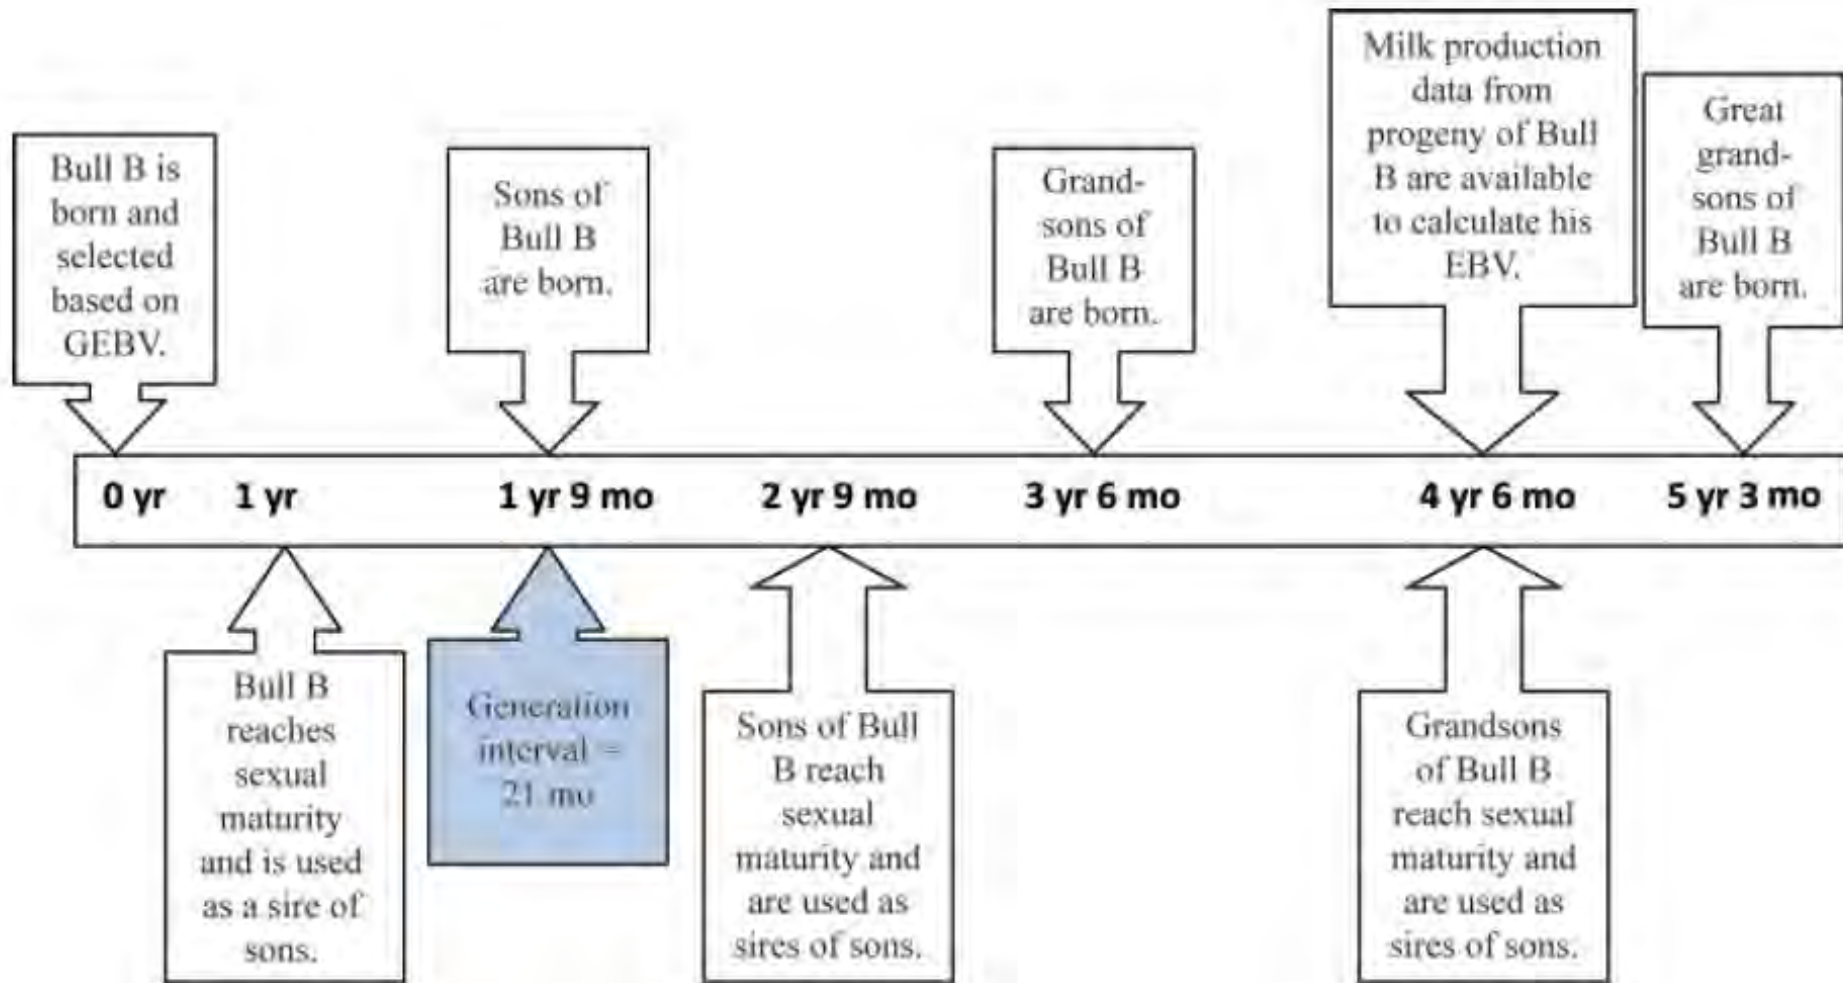 Bull B is
born and
selected
based on
GEBV.
Sons of
Bull B
are born.
Grand-
sons of
Bull B
are born.
Milk production
data from
progeny of Bull
B are available
to calculate his
EBV.
Great
grand-
sons of
Bull B
are born.
0 yr 1 yr 1 yr 9 mo 2 yr 9 mo 3 yr 6 mo 4 yr 6 mo 5 yr 3 mo
Bull B
reaches
sexual
maturity
and is used
as a sire of
sons.
Generation
interval =
21 mo
Sons of Bull
B reach
sexual
maturity and
are used as
sires of sons.
Grandsons
of Bull B
reach sexual
maturity and
are used as
sires of sons.